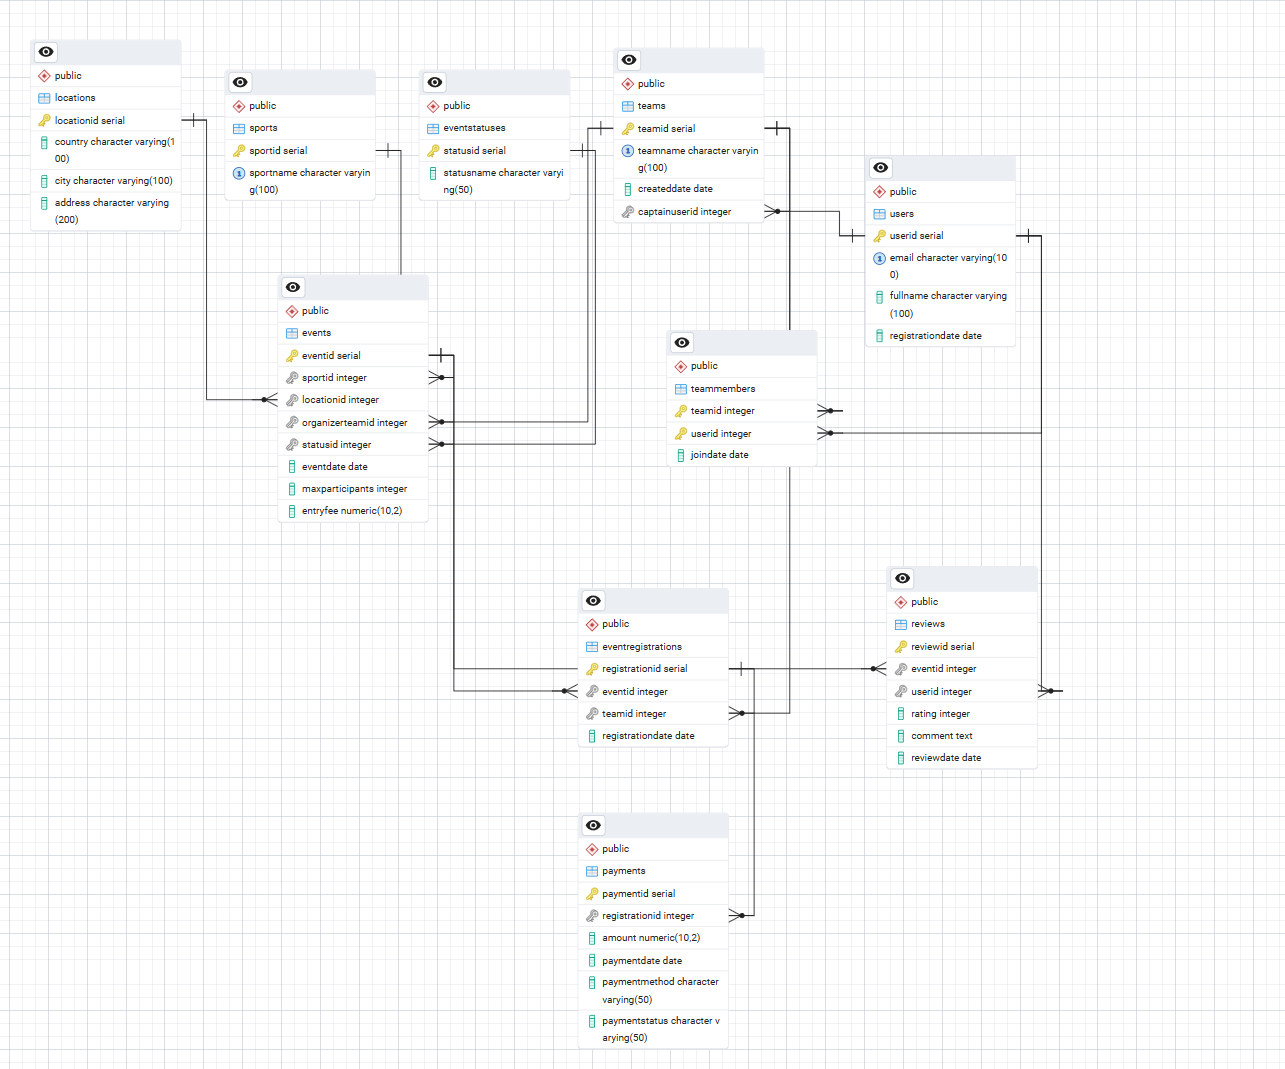 public
locations
locationid serial
country character varying(1
00)
city character varying(100)
address character varying
(200)
public
sports
sportid serial
1
sportname character varyin
g(100)
public
eventstatuses
statusid serial
statusname character varyi
ng(50)
public
teams
teamid serial
1
teamname character varyin
g(100)
createddate date
captainuserid integer
public
users
userid serial
1
email character varying(10
0)
fullname character varying
(100)
registrationdate date
public
events
eventid serial
sportid integer
locationid integer
organizerteamid integer
statusid integer
eventdate date
maxparticipants integer
entryfee numeric(10,2)
public
teammembers
teamid integer
userid integer
joindate date
public
eventregistrations
registrationid serial
eventid integer
teamid integer
registrationdate date
public
reviews
reviewid serial
eventid integer
userid integer
rating integer
comment text
reviewdate date
public
payments
paymentid serial
registrationid integer
amount numeric(10,2)
paymentdate date
paymentmethod character
varying(50)
paymentstatus character v
arying(50)